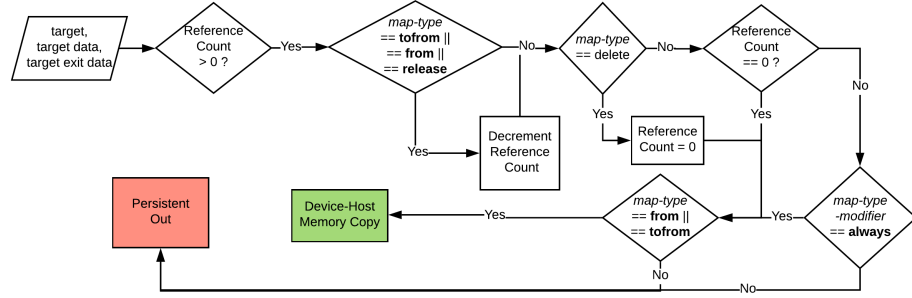 target,
target data,
target exit data
Reference
Count
> 0 ?
Yes
map-type
== tofrom ||
== from ||
== release
No
map-type
== delete
No
Reference
Count
== 0 ?
No
Yes
Decrement
Reference
Count
Yes
Reference
Count = 0
Yes
Persistent
Out
Device-Host
Memory Copy
Yes
map-type
== from ||
== tofrom
Yes
map-type
-modifier
== always
No
No